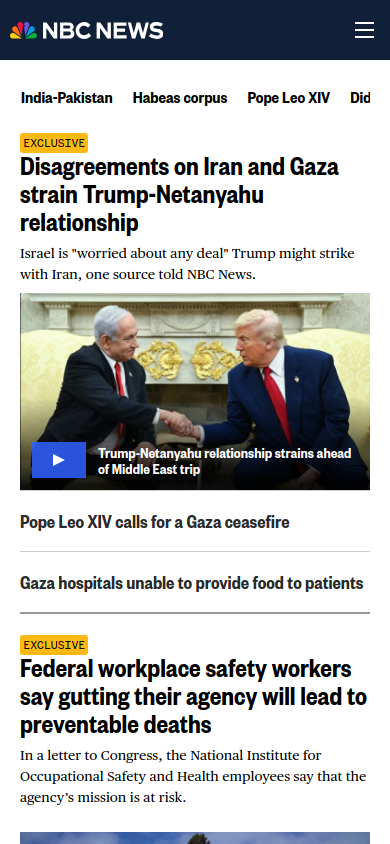 NBC NEWS
India-Pakistan Habeas corpus Pope Leo XIV Did
EXCLUSIVE
Disagreements on Iran and Gaza
strain Trump-Netanyahu
relationship
Israel is "worried about any deal" Trump might strike
with Iran, one source told NBC News.
Trump-Netanyahu relationship strains ahead
of Middle East trip
Pope Leo XIV calls for a Gaza ceasefire
Gaza hospitals unable to provide food to patients
EXCLUSIVE
Federal workplace safety workers
say gutting their agency will lead to
preventable deaths
In a letter to Congress, the National Institute for
Occupational Safety and Health employees say that the
agency’s mission is at risk.